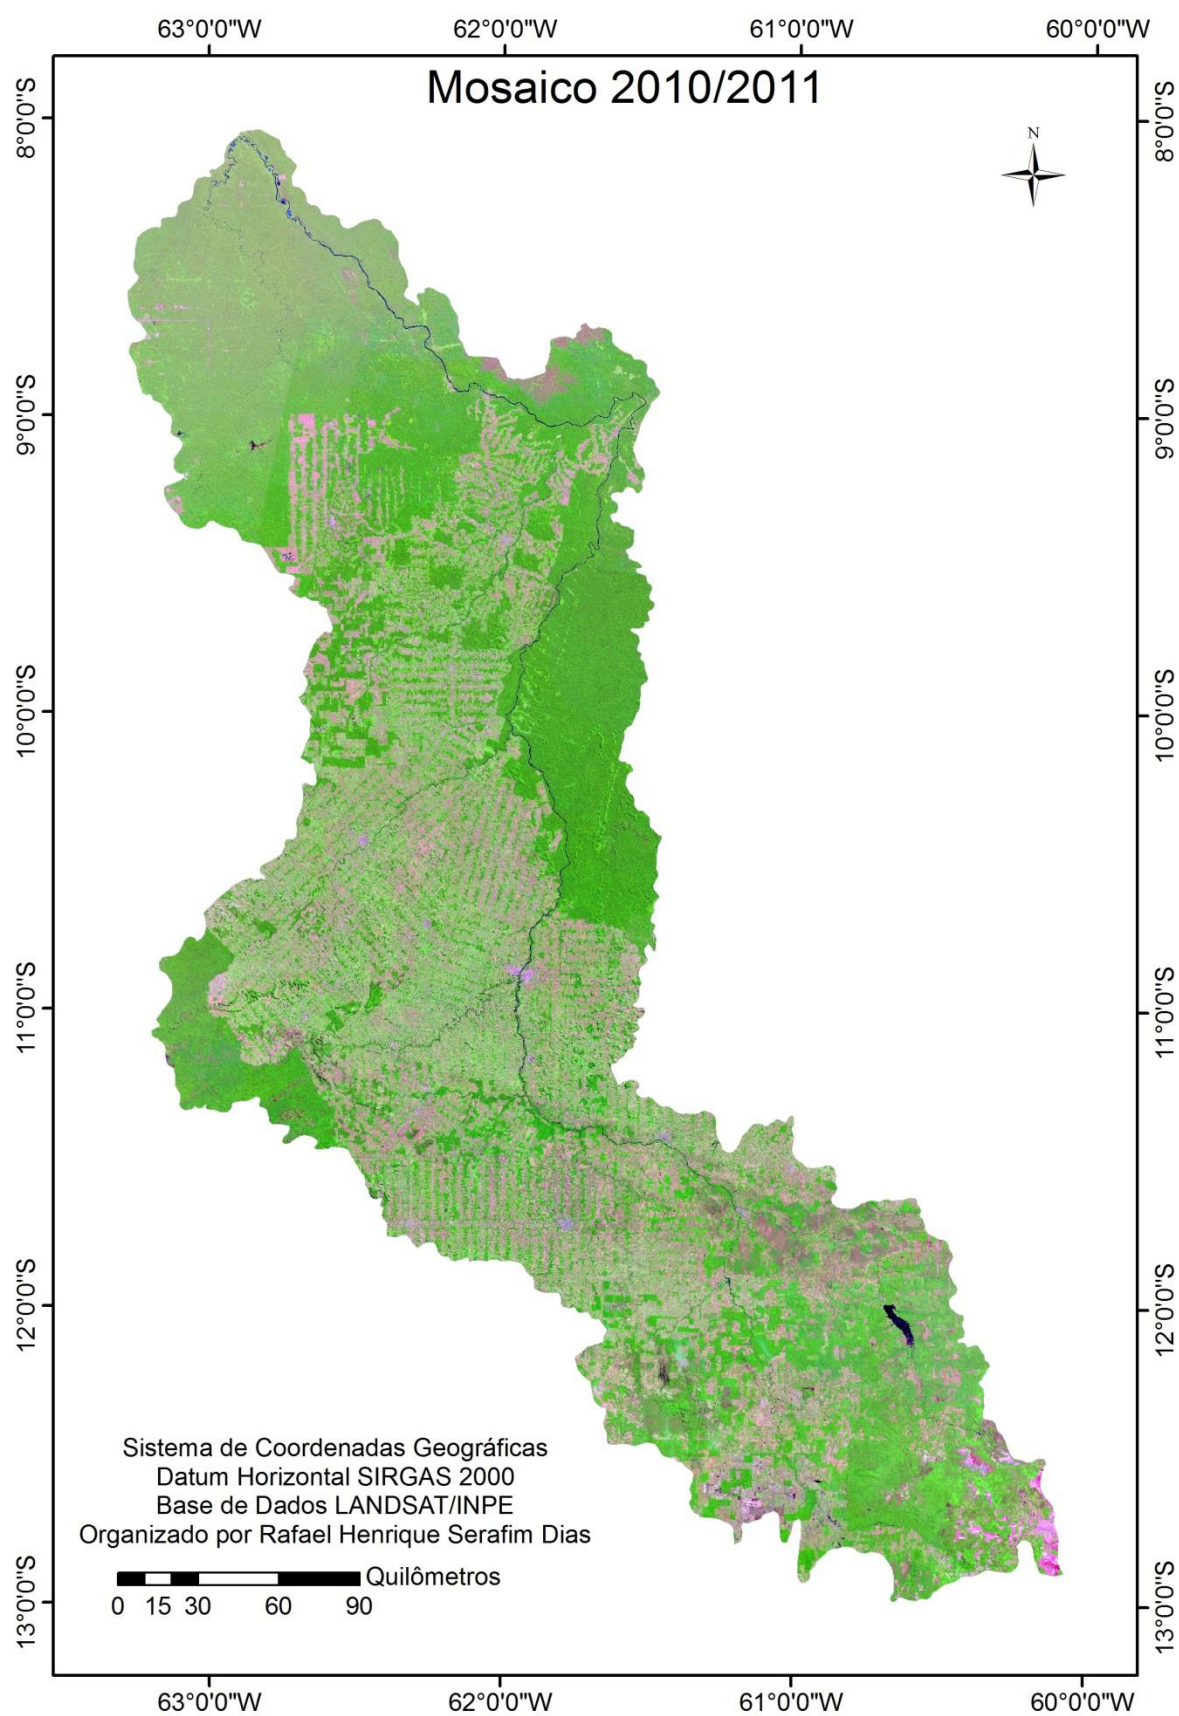 63°0'0"W 62°0'0"W 61°0'0"W 60°0'0"W
Mosaico 2010/2011
N
8°0'0"S
9°0'0"S
10°0'0"S
11°0'0"S
12°0'0"S
13°0'0"S
8°0'0"S
9°0'0"S
10°0'0"S
11°0'0"S
12°0'0"S
13°0'0"S
Sistema de Coordenadas Geográficas
Datum Horizontal SIRGAS 2000
Base de Dados LANDSAT/INPE
Organizado por Rafael Henrique Serafim Dias
Quilômetros
0 15 30 60 90
63°0'0"W 62°0'0"W 61°0'0"W 60°0'0"W